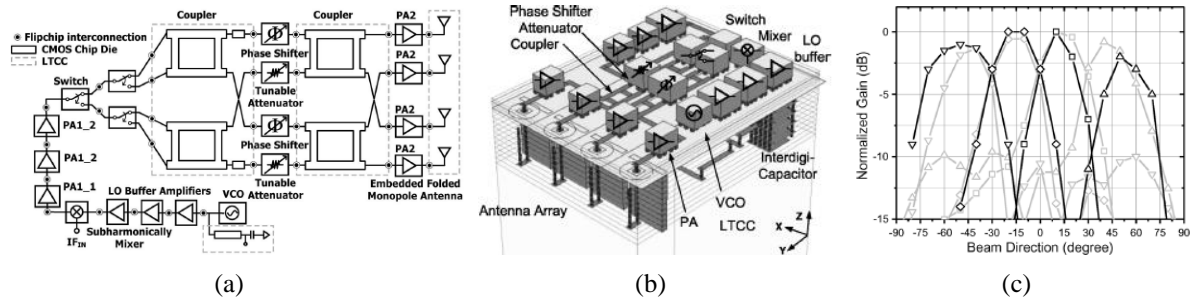 Coupler
Coupler
PA2
Flipchip interconnection
CMOS Chip Die
LTCC
Switch
Phase Shifter
PA2
Tunable
Attenuator
PA2
PA1_2
PA1_2
PA1_1
Phase Shifter
PA2
LO Buffer Amplifiers
VCO
Tunable
Attenuator
Embedded Folded
Monopole Antenna
IF_IN
Subharmonically
Mixer
(a)
Phase Shifter
Attenuator
Coupler
Switch
Mixer
LO
buffer
Interdigi-
Capacitor
VCO
PA
LTCC
Antenna Array
Z
X
Y
(b)
Normalized Gain (dB)
0
-5
-10
-15
-90 -75 -60 -45 -30 -15 0 15 30 45 60 75 90
Beam Direction (degree)
(c)